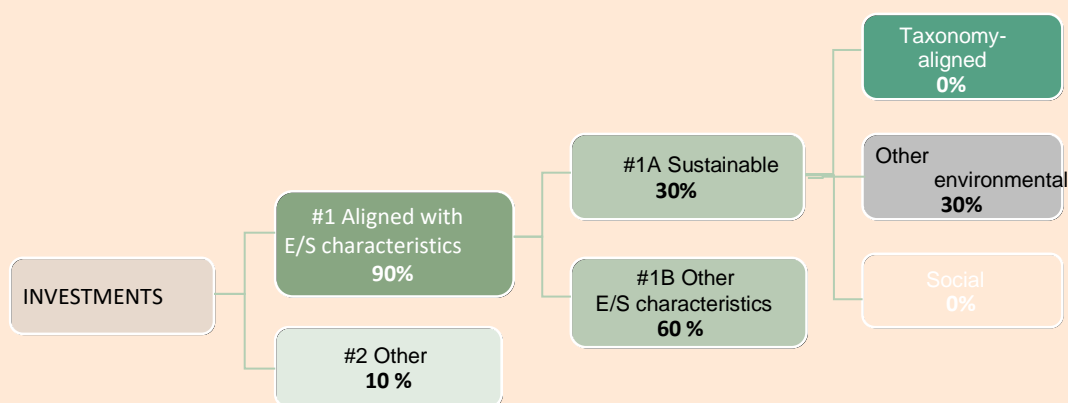 INVESTMENTS
#1 Aligned with
E/S characteristics
90%
#2 Other
10 %
#1A Sustainable
30%
#1B Other
E/S characteristics
60 %
Taxonomy-
aligned
0%
Other
environmental
30%
Social
0%